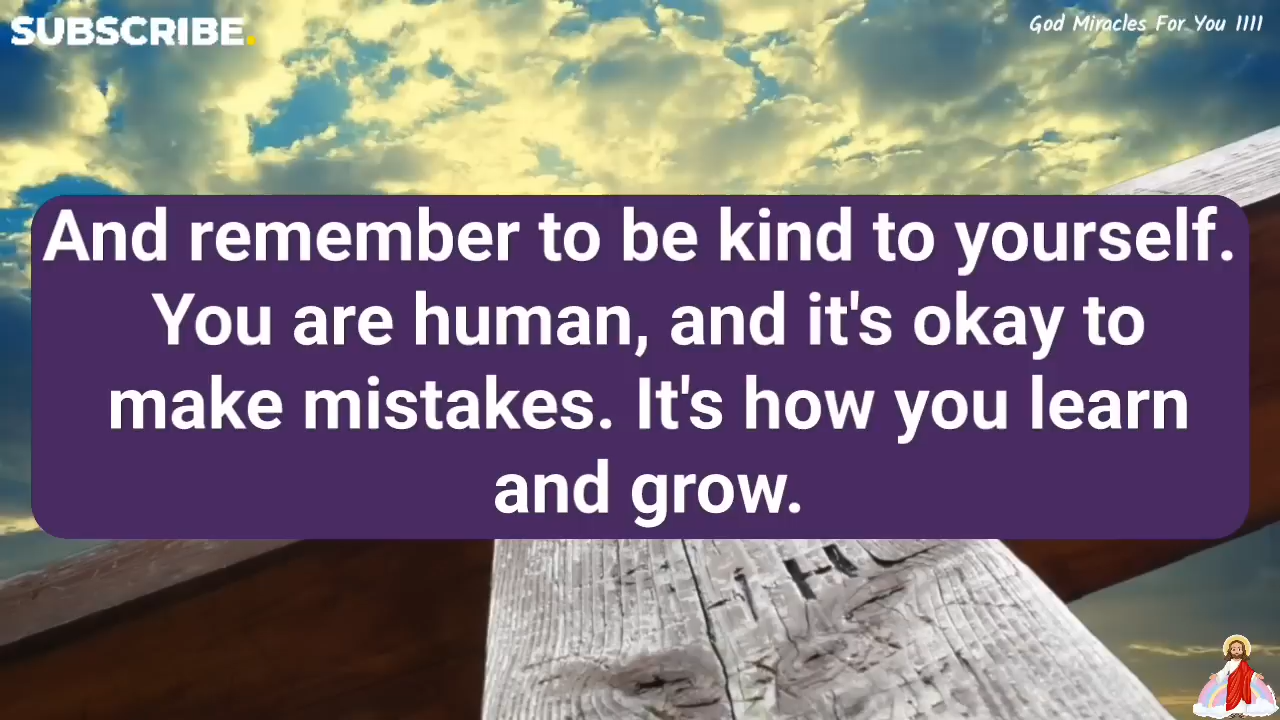 SUBSCRIBE.
God Miracles For You 1111
And remember to be kind to yourself.
You are human, and it's okay to
make mistakes. It's how you learn
and grow.